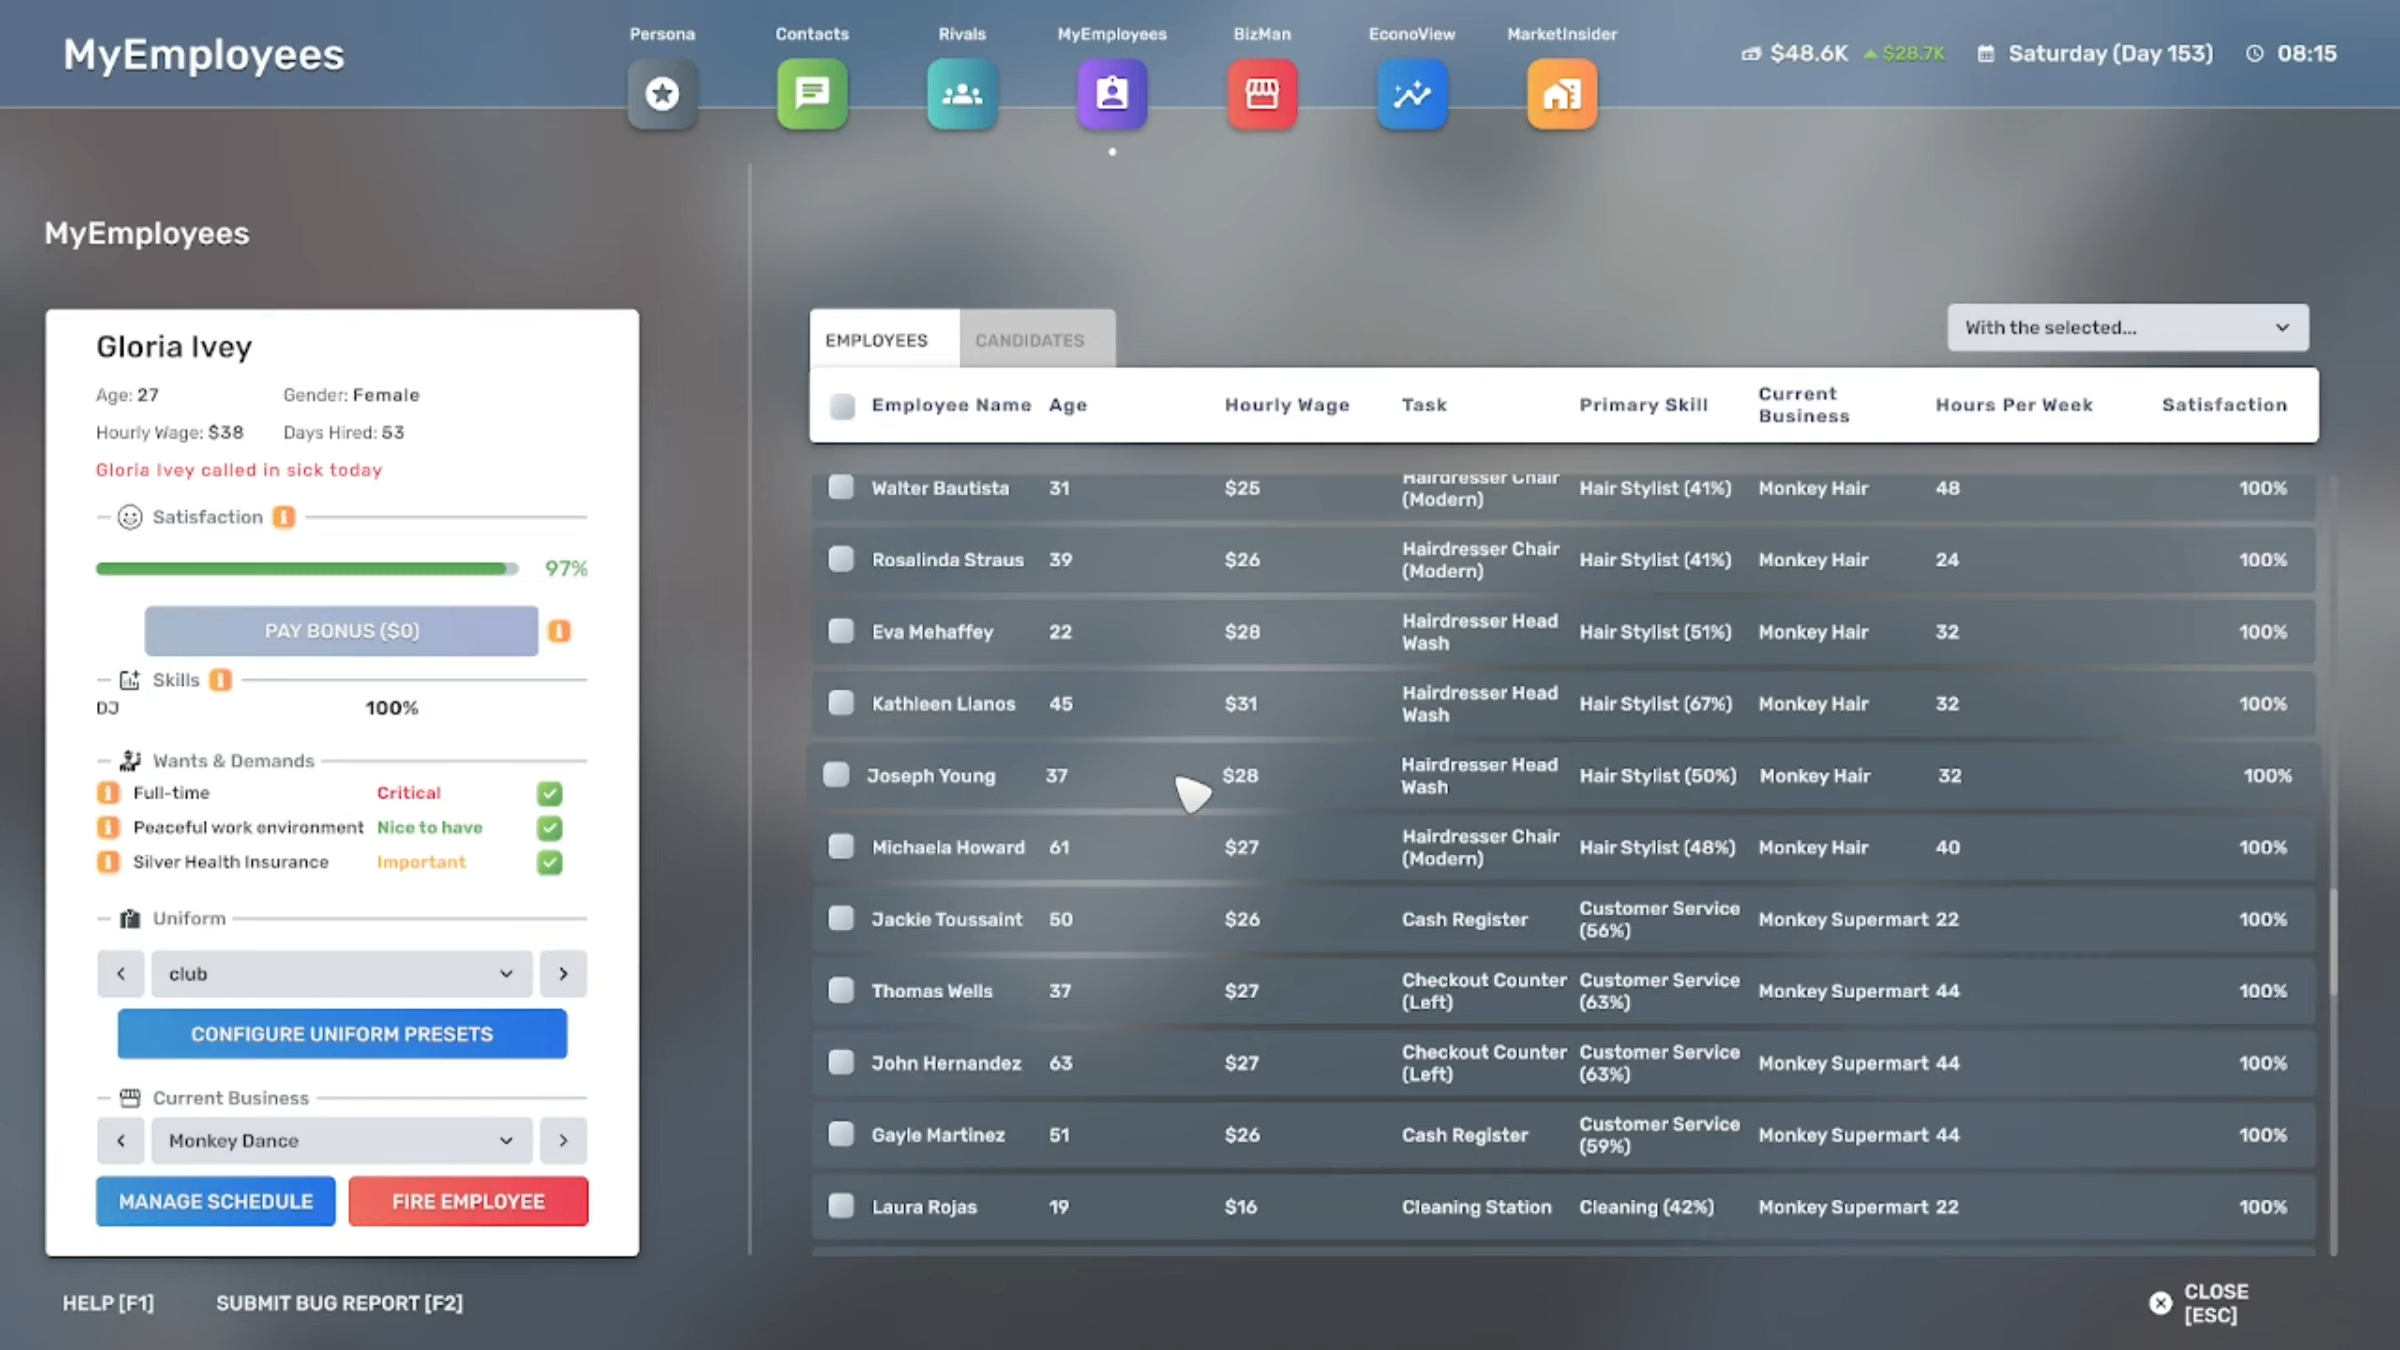 MyEmployees
Persona
Contacts
Rivals
MyEmployees
BizMan
EconoView
MarketInsider
$48.6K
$28.7K
Saturday (Day 153)
08:15
MyEmployees
Gloria Ivey
Age: 27
Gender: Female
Hourly Wage: $38
Days Hired: 53
Gloria Ivey called in sick today
Satisfaction
97%
PAY BONUS ($0)
Skills
DJ
100%
Wants & Demands
Full-time
Critical
Peaceful work environment
Nice to have
Silver Health Insurance
Important
Uniform
club
CONFIGURE UNIFORM PRESETS
Current Business
Monkey Dance
MANAGE SCHEDULE
FIRE EMPLOYEE
EMPLOYEES
CANDIDATES
With the selected...
Employee Name
Age
Hourly Wage
Task
Primary Skill
Current
Business
Hours Per Week
Satisfaction
Walter Bautista
31
$25
Hairdresser Chair
(Modern)
Hair Stylist (41%)
Monkey Hair
48
100%
Rosalinda Straus
39
$26
Hairdresser Chair
(Modern)
Hair Stylist (41%)
Monkey Hair
24
100%
Eva Mehaffey
22
$28
Hairdresser Head
Wash
Hair Stylist (51%)
Monkey Hair
32
100%
Kathleen Llanos
45
$31
Hairdresser Head
Wash
Hair Stylist (67%)
Monkey Hair
32
100%
Joseph Young
37
$28
Hairdresser Head
Wash
Hair Stylist (50%)
Monkey Hair
32
100%
Michaela Howard
61
$27
Hairdresser Chair
(Modern)
Hair Stylist (48%)
Monkey Hair
40
100%
Jackie Toussaint
50
$26
Cash Register
Customer Service
(56%)
Monkey Supermart
22
100%
Thomas Wells
37
$27
Checkout Counter
(Left)
Customer Service
(63%)
Monkey Supermart
44
100%
John Hernandez
63
$27
Checkout Counter
(Left)
Customer Service
(63%)
Monkey Supermart
44
100%
Gayle Martinez
51
$26
Cash Register
Customer Service
(59%)
Monkey Supermart
44
100%
Laura Rojas
19
$16
Cleaning Station
Cleaning (42%)
Monkey Supermart
22
100%
HELP [F1]
SUBMIT BUG REPORT [F2]
CLOSE
[ESC]